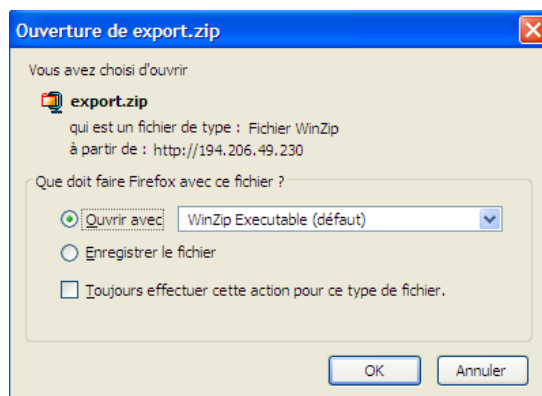 Ouverture de export.zip
Vous avez choisi d'ouvrir
export.zip
qui est un fichier de type : Fichier WinZip
à partir de : http://194.206.49.230
Que doit faire Firefox avec ce fichier ?
Ouvrir avec WinZip Executable (défaut)
Enregistrer le fichier
Toujours effectuer cette action pour ce type de fichier.
OK Annuler